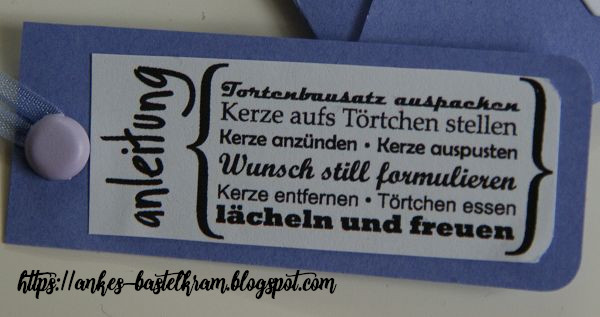 anleitung
Tortenbausatz auspacken
Kerze aufs Törtchen stellen
Kerze anzünden • Kerze auspusten
Wunsch still formulieren
Kerze entfernen • Törtchen essen
lächeln und freuen
https://ankes-bastelkram.blogspot.com